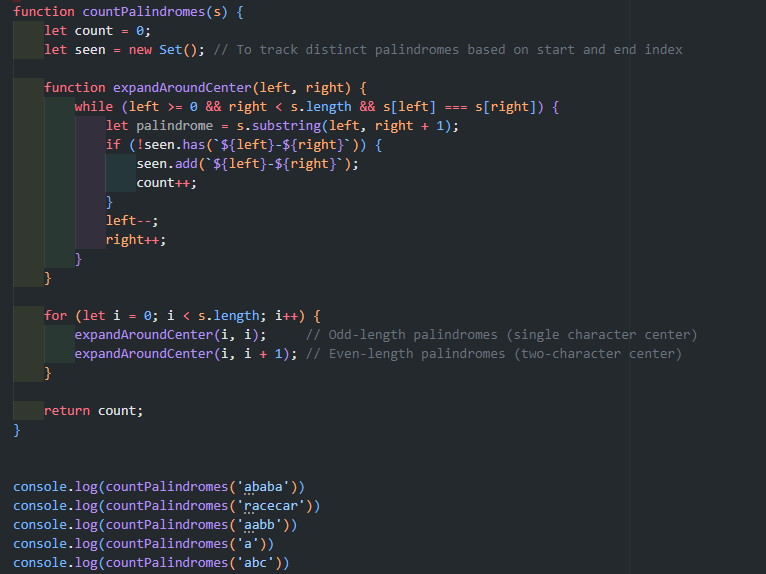 function countPalindromes(s) {
let count = 0;
let seen = new Set(); // To track distinct palindromes based on start and end index
function expandAroundCenter(left, right) {
while (left >= 0 && right < s.length && s[left] === s[right]) {
let palindrome = s.substring(left, right + 1);
if (!seen.has(`${left}-${right}`)) {
seen.add(`${left}-${right}`);
count++;
}
left--;
right++;
}
}
for (let i = 0; i < s.length; i++) {
expandAroundCenter(i, i);     // Odd-length palindromes (single character center)
expandAroundCenter(i, i + 1); // Even-length palindromes (two-character center)
}
return count;
}
console.log(countPalindromes('ababa'))
console.log(countPalindromes('racecar'))
console.log(countPalindromes('aabb'))
console.log(countPalindromes('a'))
console.log(countPalindromes('abc'))